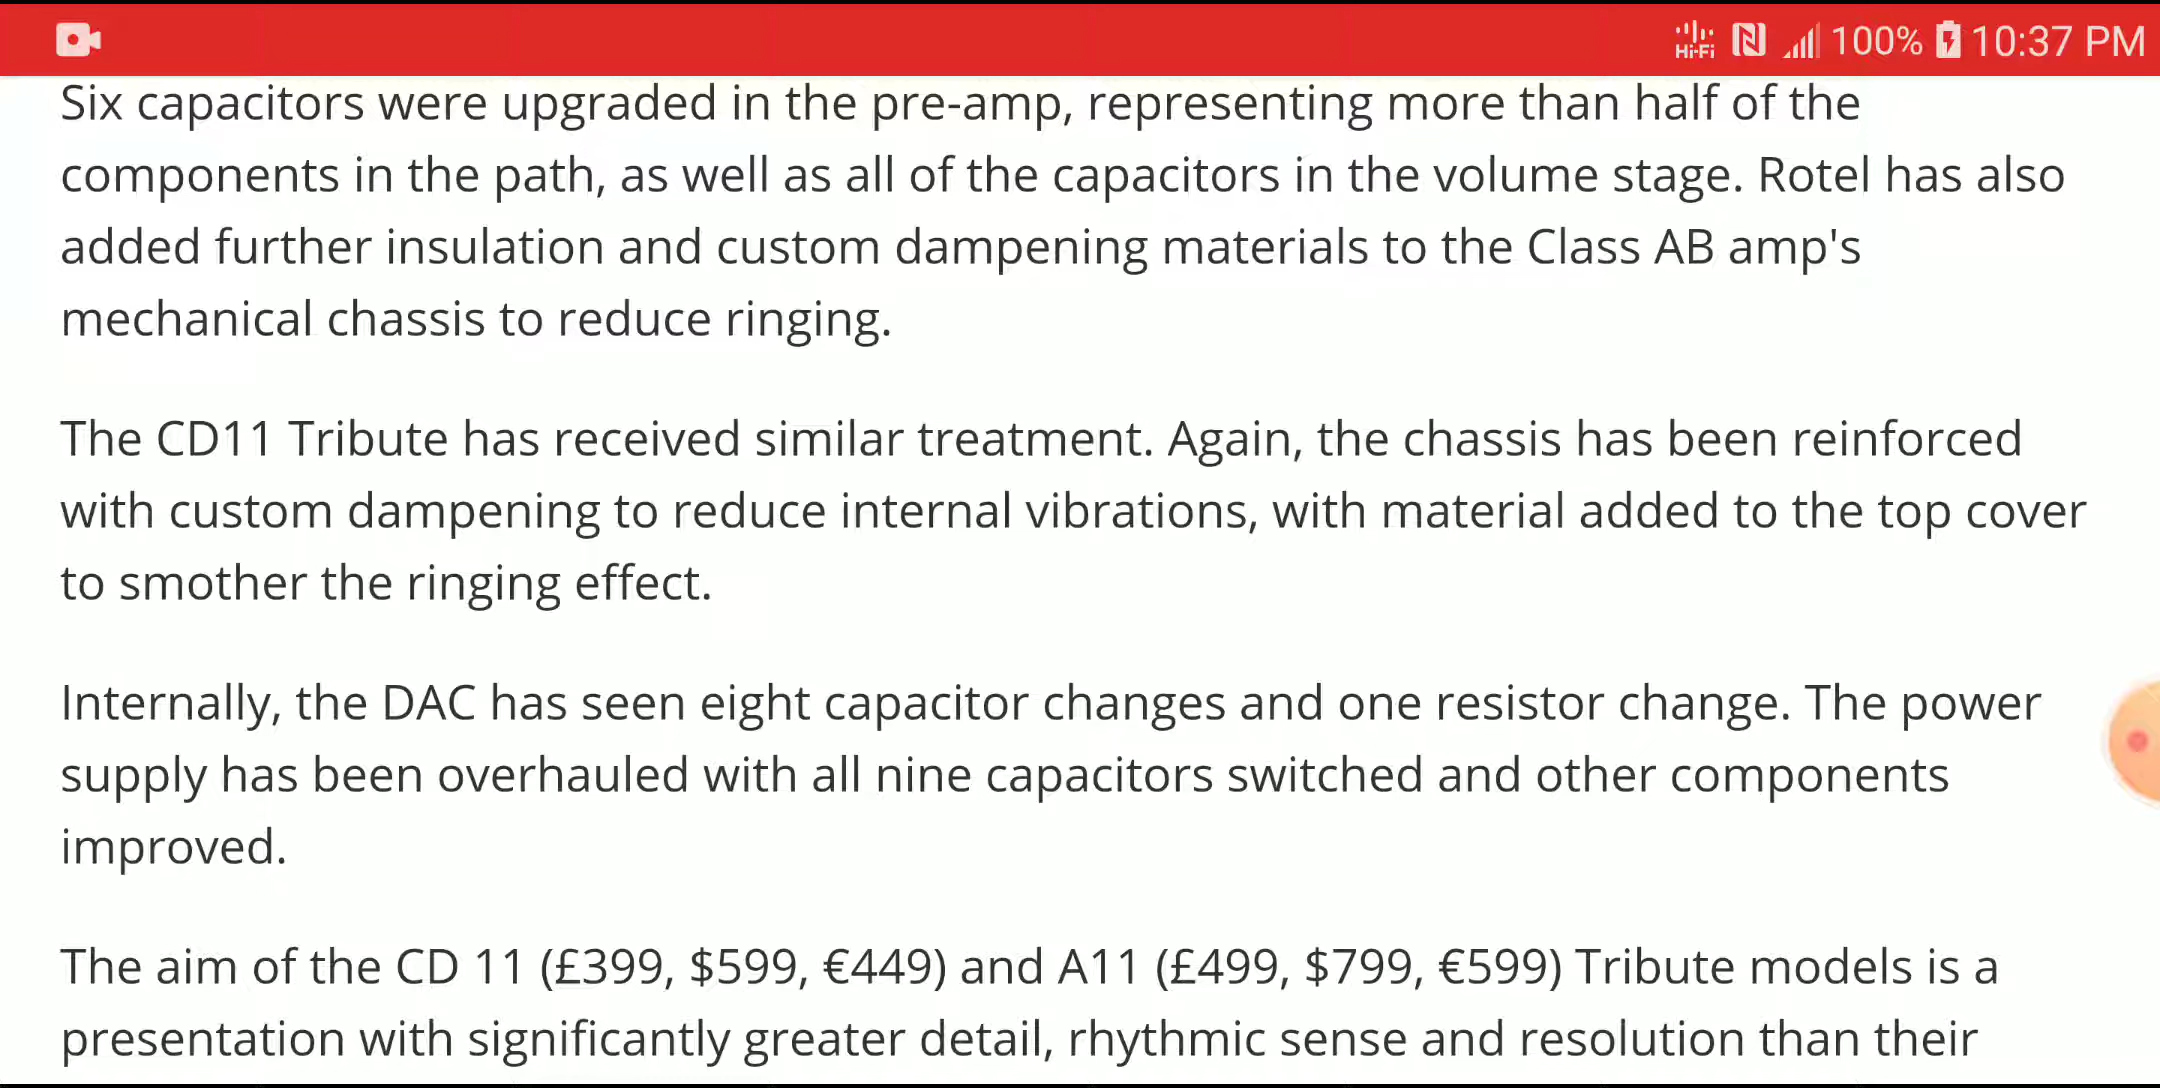 Hi-Fi 100% 10:37 PM
Six capacitors were upgraded in the pre-amp, representing more than half of the
components in the path, as well as all of the capacitors in the volume stage. Rotel has also
added further insulation and custom dampening materials to the Class AB amp's
mechanical chassis to reduce ringing.
The CD11 Tribute has received similar treatment. Again, the chassis has been reinforced
with custom dampening to reduce internal vibrations, with material added to the top cover
to smother the ringing effect.
Internally, the DAC has seen eight capacitor changes and one resistor change. The power
supply has been overhauled with all nine capacitors switched and other components
improved.
The aim of the CD 11 (£399, $599, €449) and A11 (£499, $799, €599) Tribute models is a
presentation with significantly greater detail, rhythmic sense and resolution than their